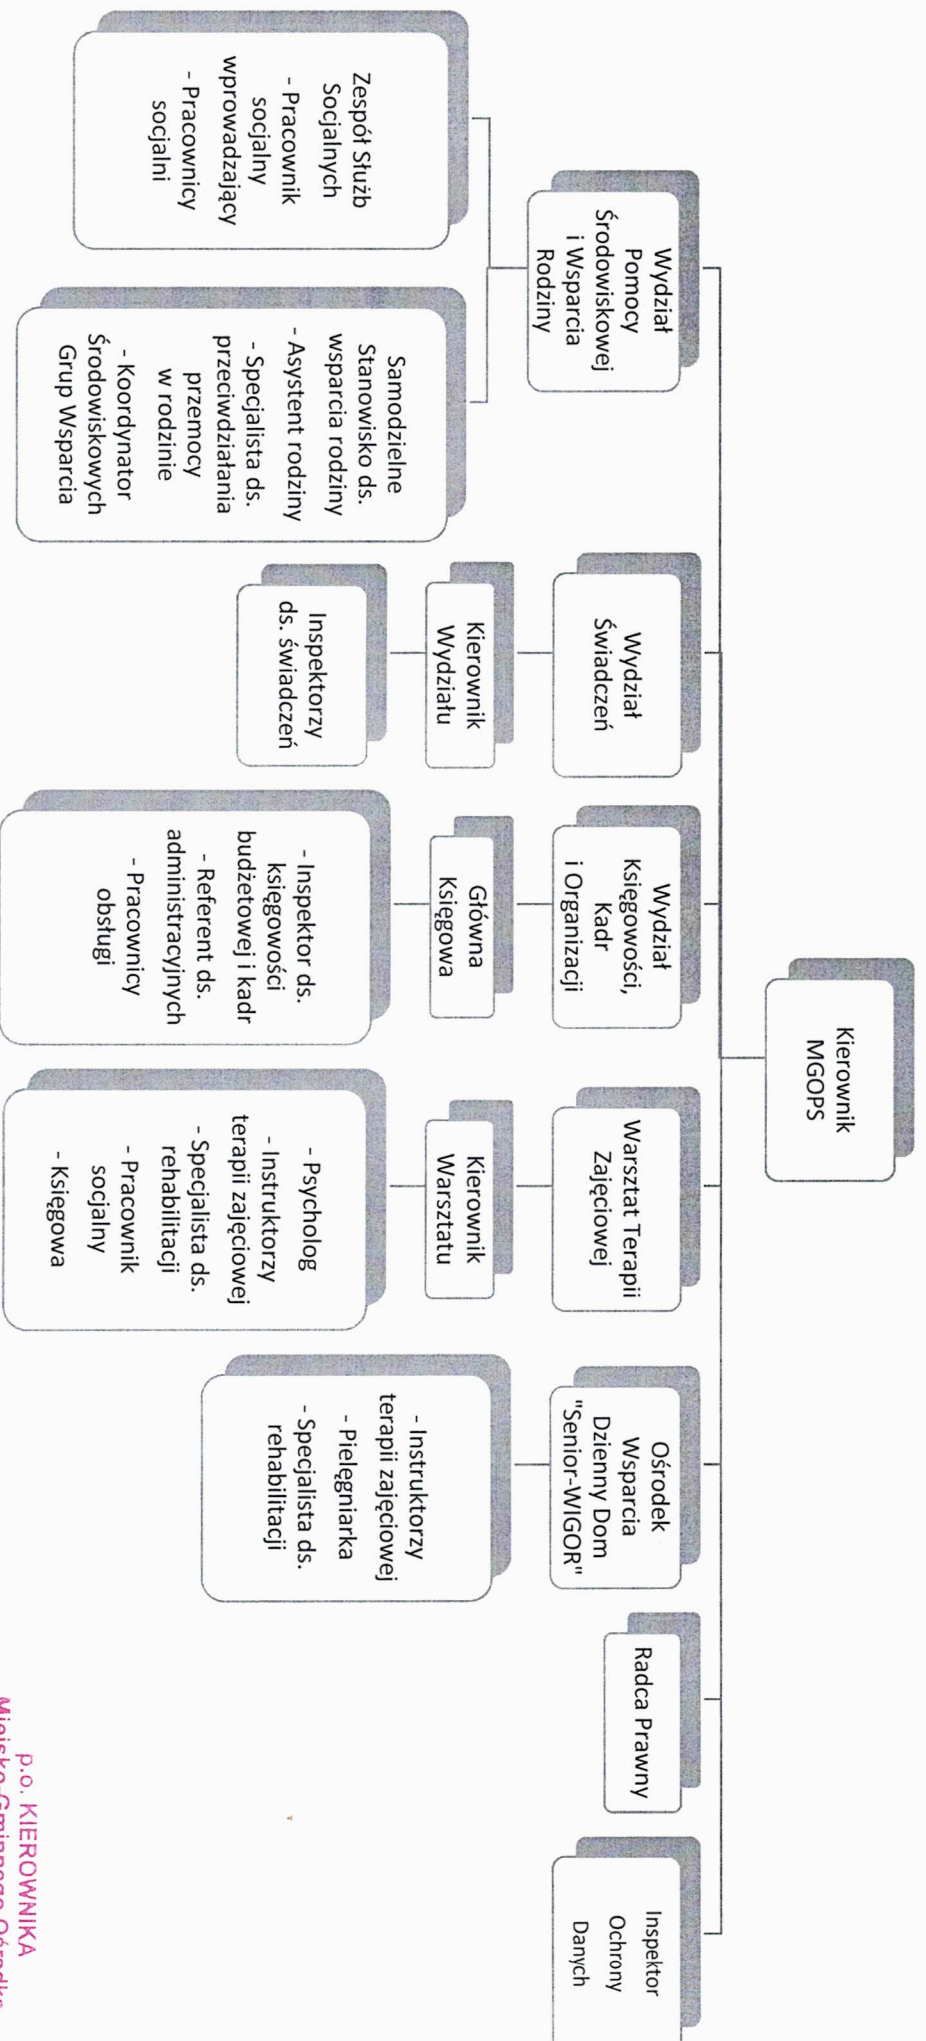 Kierownik
MGOPS
Wydział
Pomocy
Środowiskowej
i Wsparcia
Rodziny
Zespół Służb
Socjalnych
- Pracownik
socjalny
wprowadzający
- Pracownicy
socjalni
Samodzielne
Stanowisko ds.
wsparcia rodziny
- Asystent rodziny
- Specjalista ds.
przeciwdziałania
przemocy
w rodzinie
- Koordynator
Środowiskowych
Grup Wsparcia
Wydział
Świadczeń
Kierownik
Wydziału
Inspektorzy
ds. świadczeń
Wydział
Księgowości,
Kadr
i Organizacji
Główna
Księgowa
- Inspektor ds.
księgowości
budżetowej i kadr
- Referent ds.
administracyjnych
- Pracownicy
obsługi
Warsztat Terapii
Zajęciowej
Kierownik
Warsztatu
- Psycholog
- Instruktorzy
terapii zajęciowej
- Specjalista ds.
rehabilitacji
- Pracownik
socjalny
- Księgowa
Ośrodek
Wsparcia
Dzienny Dom
"Senior-WIGOR"
- Instruktorzy
terapii zajęciowej
- Pielęgniarka
- Specjalista ds.
rehabilitacji
Radca Prawny
Inspektor
Ochrony
Danych
p.o. KIEROWNIKA
Miejsko-Gminnego Ośrodka